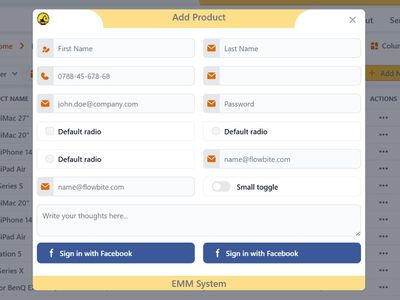 Add Product
First Name
Last Name
0788-45-678-68
john.doe@company.com
Password
Default radio
Default radio
Default radio
name@flowbite.com
name@flowbite.com
Small toggle
Write your thoughts here...
Sign in with Facebook
Sign in with Facebook
EMM System
Home
out
Colum
er
Add N
CT NAME
ACTIONS
iMac 27"
iMac 20"
iPhone 14
iPad Air
Series S
iMac 20"
iPhone 14
iPad Air
Series X